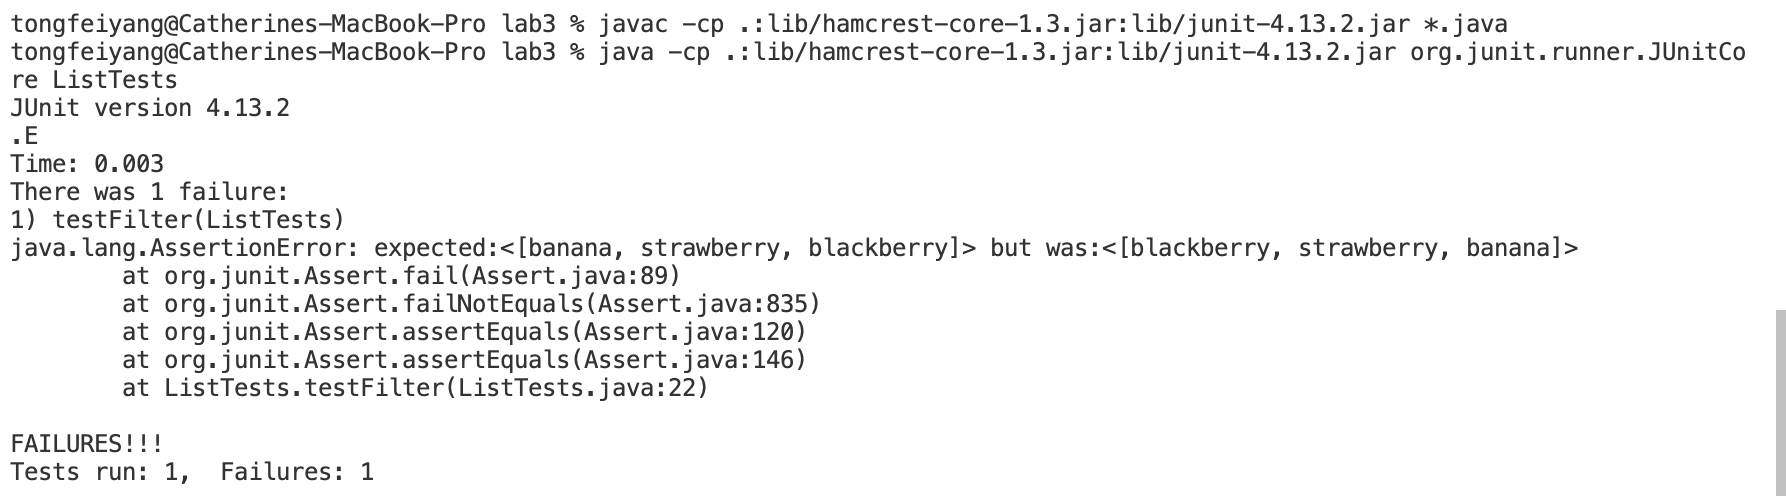 tongfeiyang@Catherines-MacBook-Pro lab3 % javac -cp .:lib/hamcrest-core-1.3.jar:lib/junit-4.13.2.jar *.java
tongfeiyang@Catherines-MacBook-Pro lab3 % java -cp .:lib/hamcrest-core-1.3.jar:lib/junit-4.13.2.jar org.junit.runner.JUnitCo
re ListTests
JUnit version 4.13.2
.E
Time: 0.003
There was 1 failure:
1) testFilter(ListTests)
java.lang.AssertionError: expected:<[banana, strawberry, blackberry]> but was:<[blackberry, strawberry, banana]>
        at org.junit.Assert.fail(Assert.java:89)
        at org.junit.Assert.failNotEquals(Assert.java:835)
        at org.junit.Assert.assertEquals(Assert.java:120)
        at org.junit.Assert.assertEquals(Assert.java:146)
        at ListTests.testFilter(ListTests.java:22)

FAILURES!!!
Tests run: 1,  Failures: 1